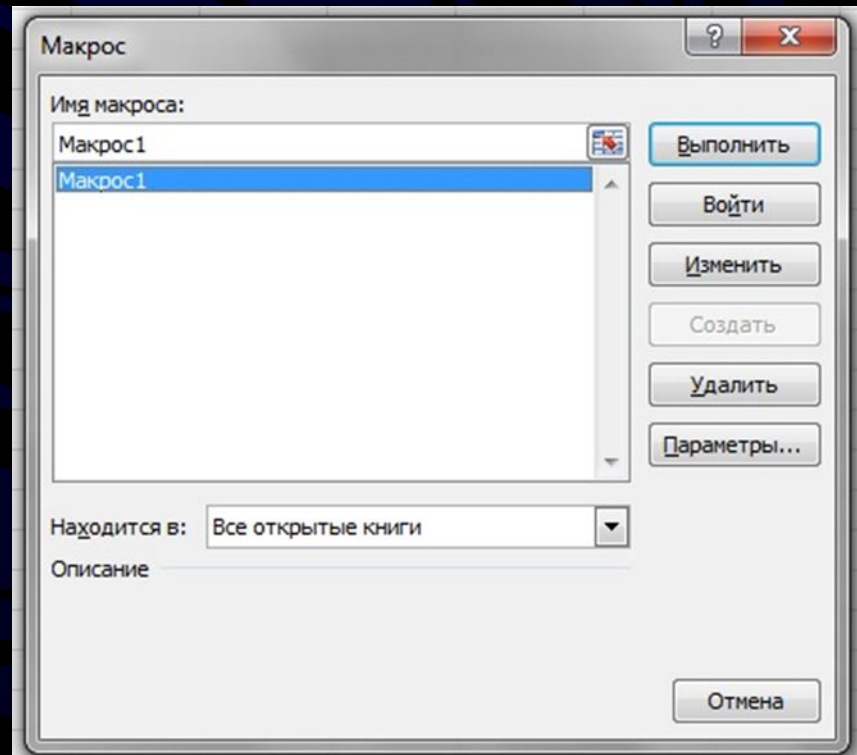 Макрос
?
Имя макроса:
Макрос1
Макрос1
Выполнить
Войти
Изменить
Создать
Удалить
Параметры...
Находится в: Все открытые книги
Описание
Отмена